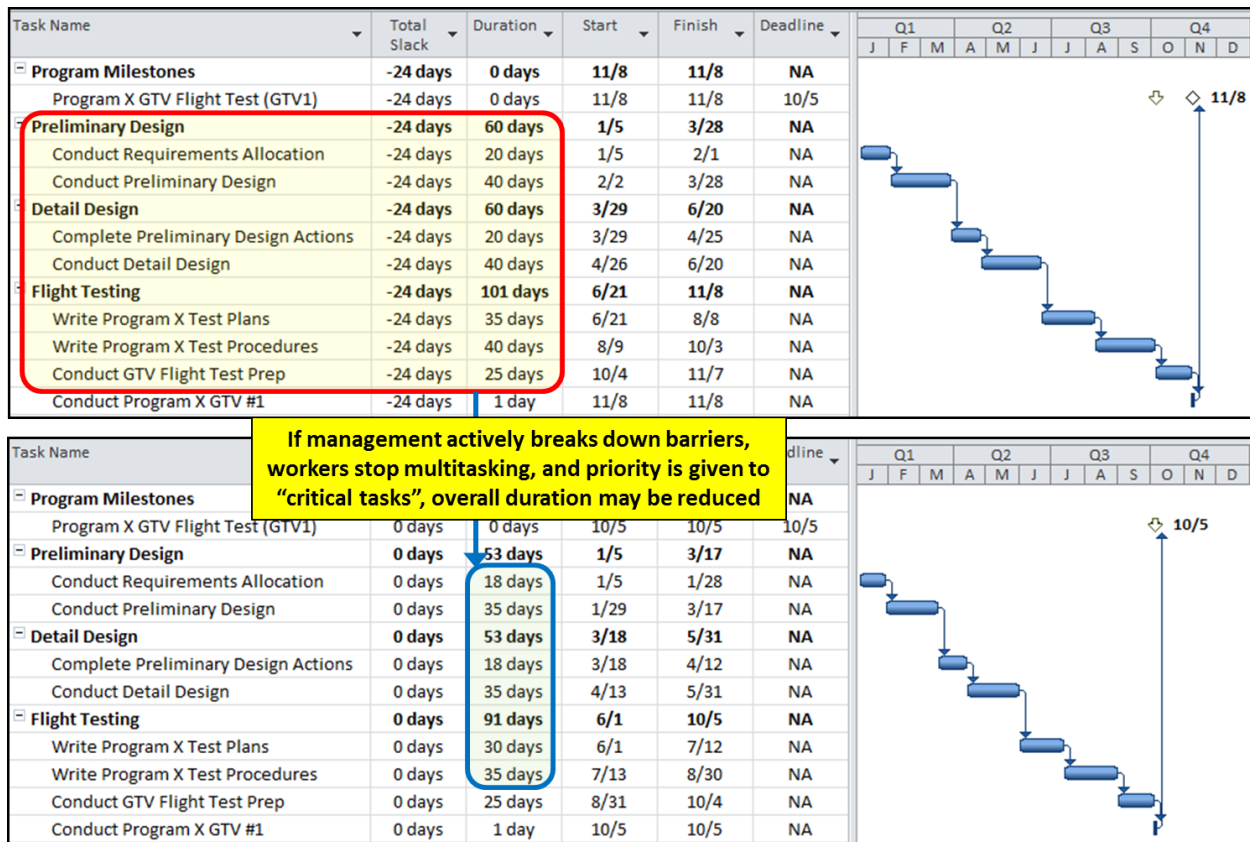 Task Name Total Slack Duration Start Finish Deadline Q1 Q2 Q3 Q4
J F M A M J J A S O N D
Program Milestones -24 days 0 days 11/8 11/8 NA
Program X GTV Flight Test (GTV1) -24 days 0 days 11/8 11/8 10/5 11/8
Preliminary Design -24 days 60 days 1/5 3/28 NA
Conduct Requirements Allocation -24 days 20 days 1/5 2/1 NA
Conduct Preliminary Design -24 days 40 days 2/2 3/28 NA
Detail Design -24 days 60 days 3/29 6/20 NA
Complete Preliminary Design Actions -24 days 20 days 3/29 4/25 NA
Conduct Detail Design -24 days 40 days 4/26 6/20 NA
Flight Testing -24 days 101 days 6/21 11/8 NA
Write Program X Test Plans -24 days 35 days 6/21 8/8 NA
Write Program X Test Procedures -24 days 40 days 8/9 10/3 NA
Conduct GTV Flight Test Prep -24 days 25 days 10/4 11/7 NA
Conduct Program X GTV #1 -24 days 1 day 11/8 11/8 NA
If management actively breaks down barriers,
workers stop multitasking, and priority is given to
“critical tasks”, overall duration may be reduced
Task Name dline Q1 Q2 Q3 Q4
J F M A M J J A S O N D
Program Milestones NA
Program X GTV Flight Test (GTV1) 0 days 0 days 10/5 10/5 10/5 10/5
Preliminary Design 0 days 53 days 1/5 3/17 NA
Conduct Requirements Allocation 0 days 18 days 1/5 1/28 NA
Conduct Preliminary Design 0 days 35 days 1/29 3/17 NA
Detail Design 0 days 53 days 3/18 5/31 NA
Complete Preliminary Design Actions 0 days 18 days 3/18 4/12 NA
Conduct Detail Design 0 days 35 days 4/13 5/31 NA
Flight Testing 0 days 91 days 6/1 10/5 NA
Write Program X Test Plans 0 days 30 days 6/1 7/12 NA
Write Program X Test Procedures 0 days 35 days 7/13 8/30 NA
Conduct GTV Flight Test Prep 0 days 25 days 8/31 10/4 NA
Conduct Program X GTV #1 0 days 1 day 10/5 10/5 NA